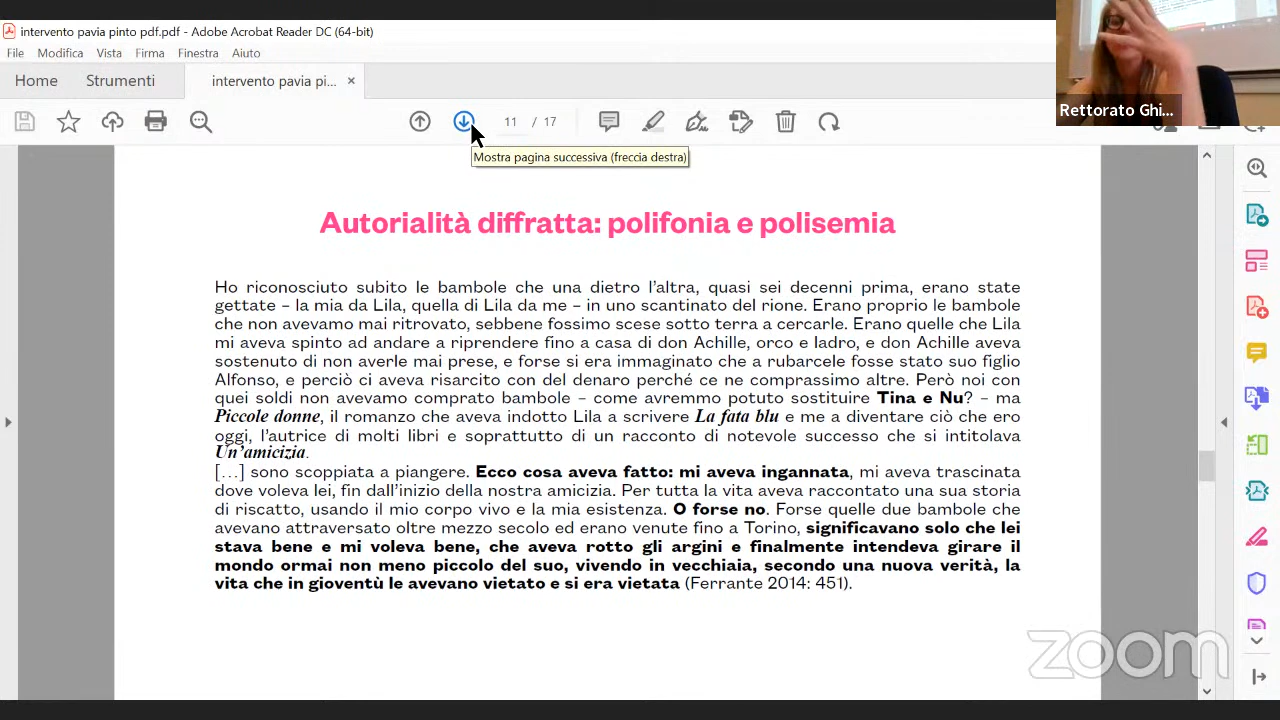 intervento pavia pinto pdf.pdf - Adobe Acrobat Reader DC (64-bit)
File Modifica Vista Firma Finestra Aiuto
Home Strumenti intervento pavia pi... ×
11 / 17
Rettorato Ghi...
Mostra pagina successiva (freccia destra)
Autorialità diffratta: polifonia e polisemia
Ho riconosciuto subito le bambole che una dietro l'altra, quasi sei decenni prima, erano state
gettate – la mia da Lila, quella di Lila da me – in uno scantinato del rione. Erano proprio le bambole
che non avevamo mai ritrovato, sebbene fossimo scese sotto terra a cercarle. Erano quelle che Lila
mi aveva spinto ad andare a riprendere fino a casa di don Achille, orco e ladro, e don Achille aveva
sostenuto di non averle mai prese, e forse si era immaginato che a rubarcele fosse stato suo figlio
Alfonso, e perciò ci aveva risarcito con del denaro perché ce ne comprassimo altre. Però noi con
quei soldi non avevamo comprato bambole – come avremmo potuto sostituire Tina e Nu? – ma
Piccole donne, il romanzo che aveva indotto Lila a scrivere La fata blu e me a diventare ciò che ero
oggi, l'autrice di molti libri e soprattutto di un racconto di notevole successo che si intitolava
Un'amicizia.
[…] sono scoppiata a piangere. Ecco cosa aveva fatto: mi aveva ingannata, mi aveva trascinata
dove voleva lei, fin dall'inizio della nostra amicizia. Per tutta la vita aveva raccontato una sua storia
di riscatto, usando il mio corpo vivo e la mia esistenza. O forse no. Forse quelle due bambole che
avevano attraversato oltre mezzo secolo ed erano venute fino a Torino, significavano solo che lei
stava bene e mi voleva bene, che aveva rotto gli argini e finalmente intendeva girare il
mondo ormai non meno piccolo del suo, vivendo in vecchiaia, secondo una nuova verità, la
vita che in gioventù le avevano vietato e si era vietata (Ferrante 2014: 451).
zoom